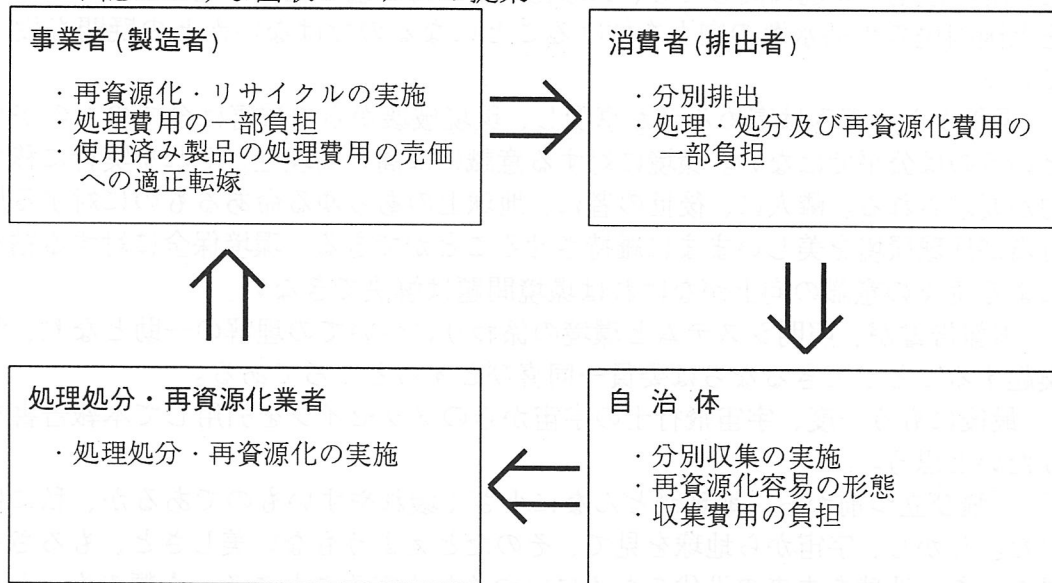 事業者(製造者)
・再資源化・リサイクルの実施
・処理費用の一部負担
・使用済み製品の処理費用の売価
への適正転嫁
消費者(排出者)
・分別排出
・処理・処分及び再資源化費用の
一部負担
処理処分・再資源化業者
・処理処分・再資源化の実施
自治体
・分別収集の実施
・再資源化容易の形態
・収集費用の負担